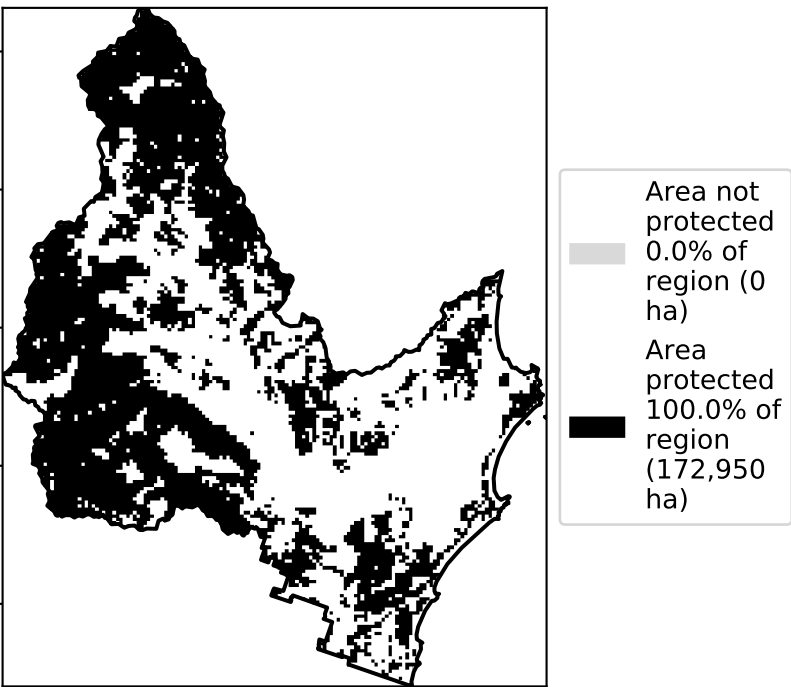 Area not
protected
0.0% of
region (0
ha)
Area
protected
100.0% of
region
(172,950
ha)